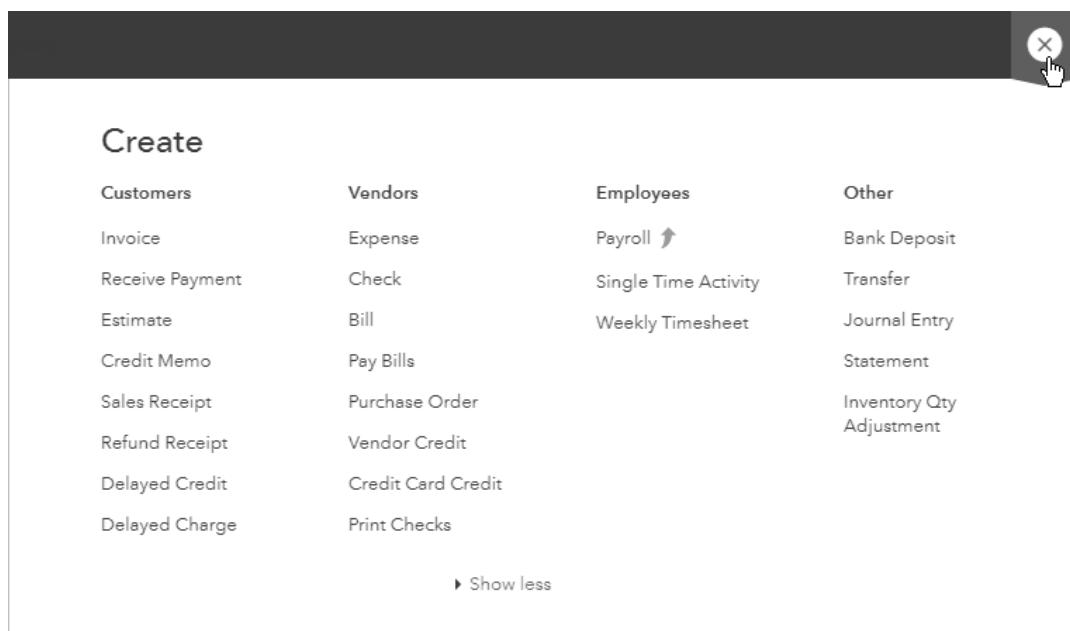 Create
Customers
Invoice
Receive Payment
Estimate
Credit Memo
Sales Receipt
Refund Receipt
Delayed Credit
Delayed Charge
Vendors
Expense
Check
Bill
Pay Bills
Purchase Order
Vendor Credit
Credit Card Credit
Print Checks
Employees
Payroll
Single Time Activity
Weekly Timesheet
Other
Bank Deposit
Transfer
Journal Entry
Statement
Inventory Qty
Adjustment
Show less